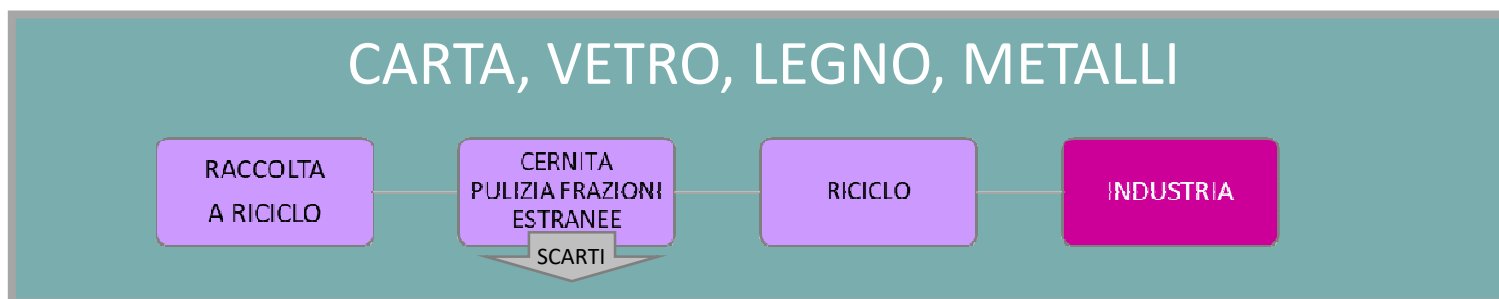 CARTA, VETRO, LEGNO, METALLI
RACCOLTA
A RICICLO
CERNITA
PULIZIA FRAZIONI
ESTRANEE
SCARTI
RICICLO
INDUSTRIA